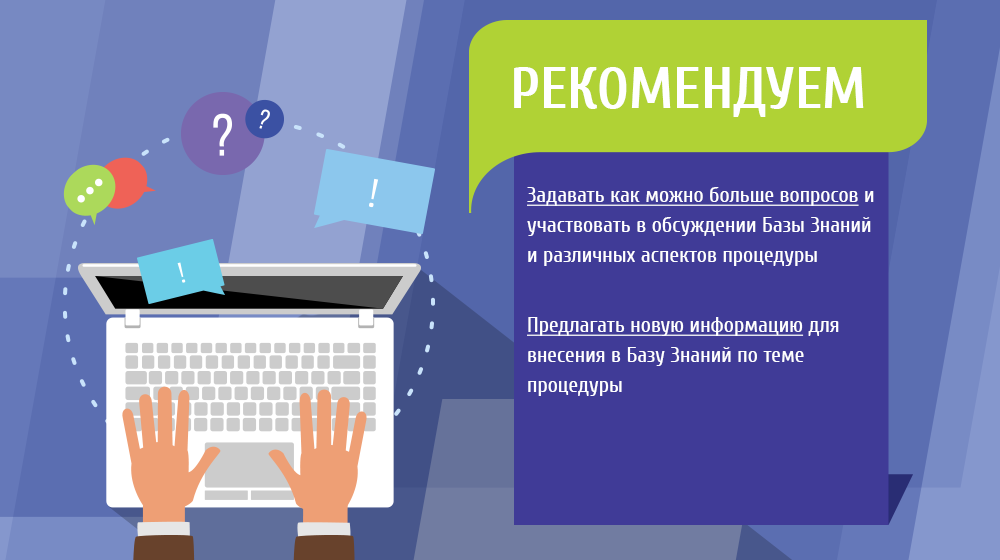 ?
?
!
!
РЕКОМЕНДУЕМ
Задавать как можно больше вопросов и
участвовать в обсуждении Базы Знаний
и различных аспектов процедуры
Предлагать новую информацию для
внесения в Базу Знаний по теме
процедуры